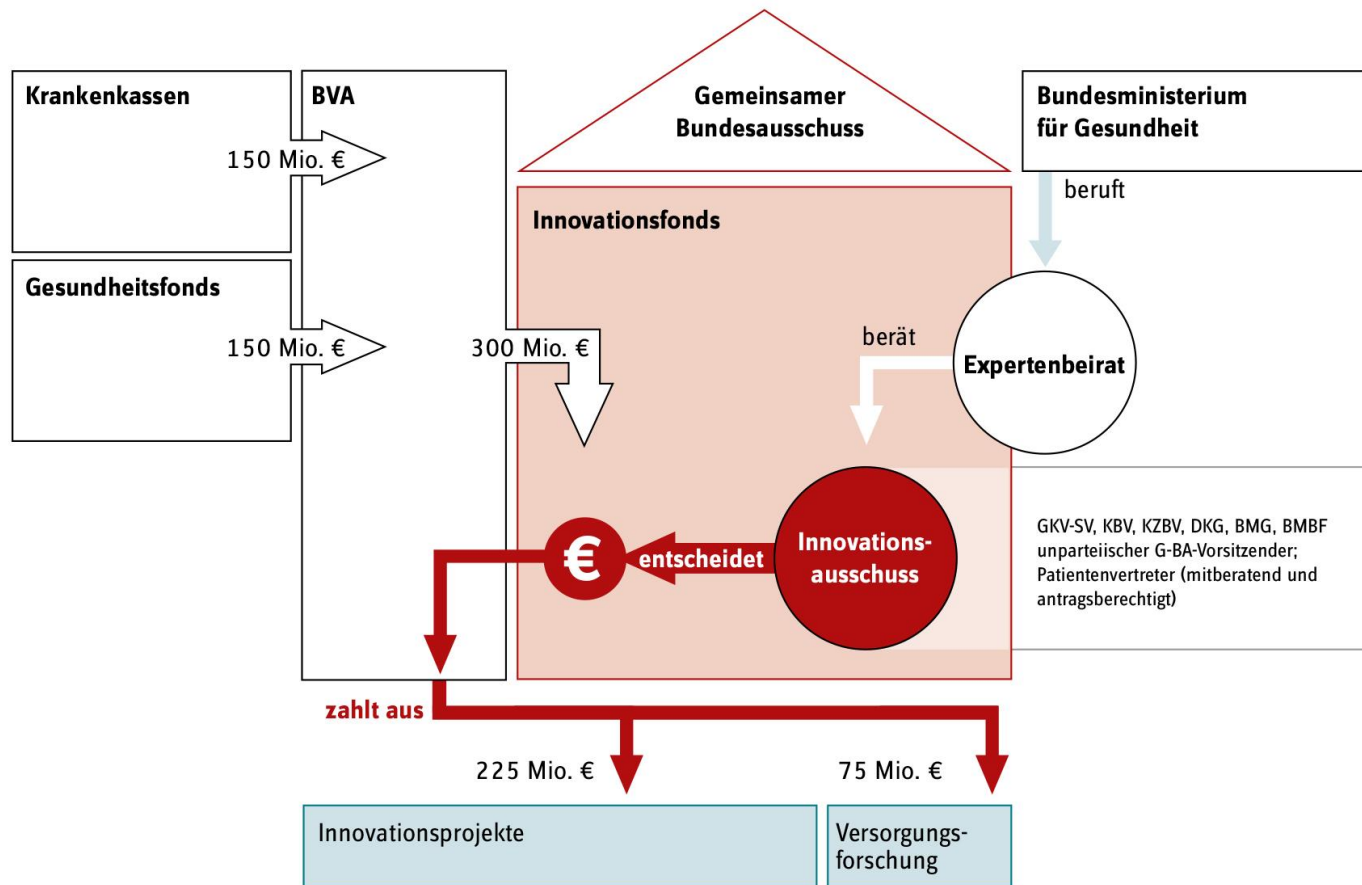 Krankenkassen
150 Mio. €
Gesundheitsfonds
150 Mio. €
BVA
300 Mio. €
Gemeinsamer
Bundesausschuss
Innovationsfonds
Bundesministerium
für Gesundheit
beruft
Expertenbeirat
berät
Innovations-
ausschuss
entscheidet
€
GKV-SV, KBV, KZBV, DKG, BMG, BMBF
unparteiischer G-BA-Vorsitzender;
Patientenvertreter (mitberatend und
antragsberechtigt)
zahlt aus
225 Mio. €
75 Mio. €
Innovationsprojekte
Versorgungs-
forschung